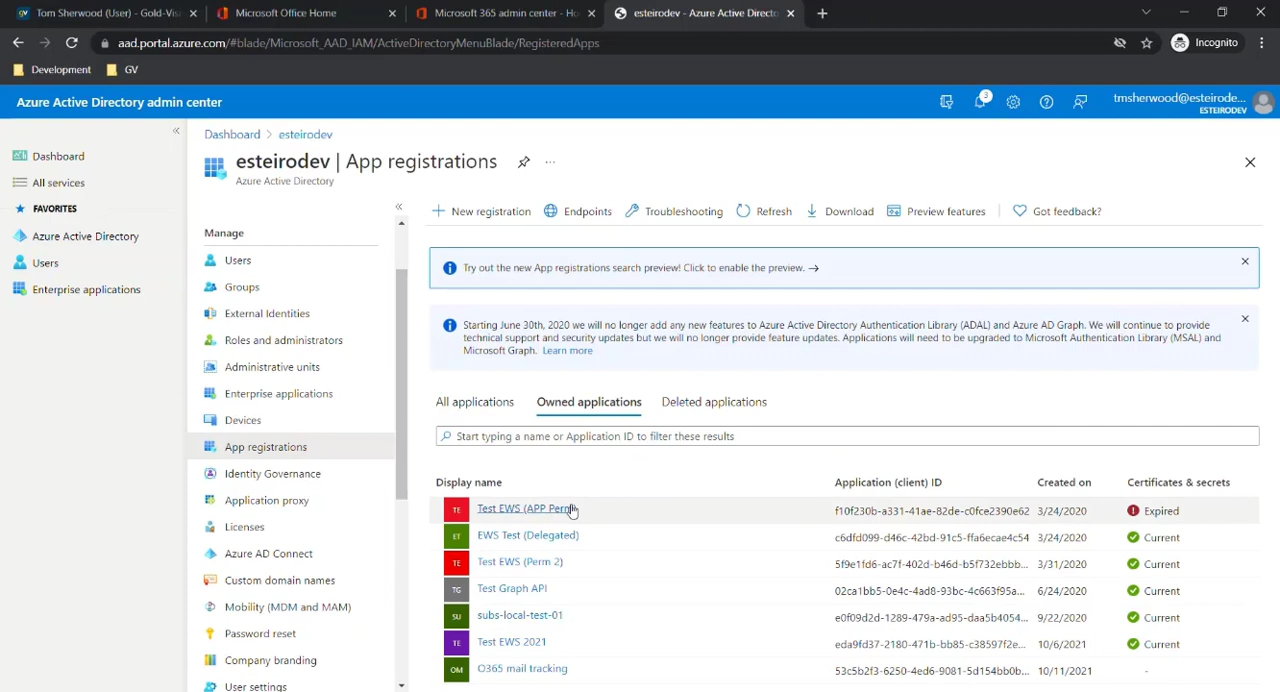 Tom Sherwood (User) - Gold-Vis
Microsoft Office Home
Microsoft 365 admin center - Ho
esteirodev - Azure Active Directo
aad.portal.azure.com/#blade/Microsoft_AAD_IAM/ActiveDirectoryMenuBlade/RegisteredApps
Incognito
Development
GV
Azure Active Directory admin center
3
tmsherwood@esteirode...
ESTEIRODEV
Dashboard
All services
FAVORITES
Azure Active Directory
Users
Enterprise applications
Dashboard > esteirodev
esteirodev | App registrations
Azure Active Directory
Manage
Users
Groups
External Identities
Roles and administrators
Administrative units
Enterprise applications
Devices
App registrations
Identity Governance
Application proxy
Licenses
Azure AD Connect
Custom domain names
Mobility (MDM and MAM)
Password reset
Company branding
User settings
New registration Endpoints Troubleshooting Refresh Download Preview features Got feedback?
Try out the new App registrations search preview! Click to enable the preview. →
Starting June 30th, 2020 we will no longer add any new features to Azure Active Directory Authentication Library (ADAL) and Azure AD Graph. We will continue to provide
technical support and security updates but we will no longer provide feature updates. Applications will need to be upgraded to Microsoft Authentication Library (MSAL) and
Microsoft Graph. Learn more
All applications Owned applications Deleted applications
Start typing a name or Application ID to filter these results
Display name Application (client) ID Created on Certificates & secrets
TE Test EWS (APP Perm f10f230b-a331-41ae-82de-c0fce2390e62 3/24/2020 Expired
ET EWS Test (Delegated) c6dfd099-d46c-42bd-91c5-ffa6ecae4c54 3/24/2020 Current
TE Test EWS (Perm 2) 5f9e1fd6-ac7f-402d-b46d-b5f732ebbb... 3/31/2020 Current
TG Test Graph API 02ca1bb5-0e4c-4ad8-93bc-4c663f95a... 6/24/2020 Current
SU subs-local-test-01 e0f09d2d-1289-479a-ad95-daa5b4054... 9/22/2020 Current
TE Test EWS 2021 eda9fd37-2180-471b-bb85-c38597f2e... 10/6/2021 Current
OM O365 mail tracking 53c5b2f3-6250-4ed6-9081-5d154bb0b... 10/11/2021 -